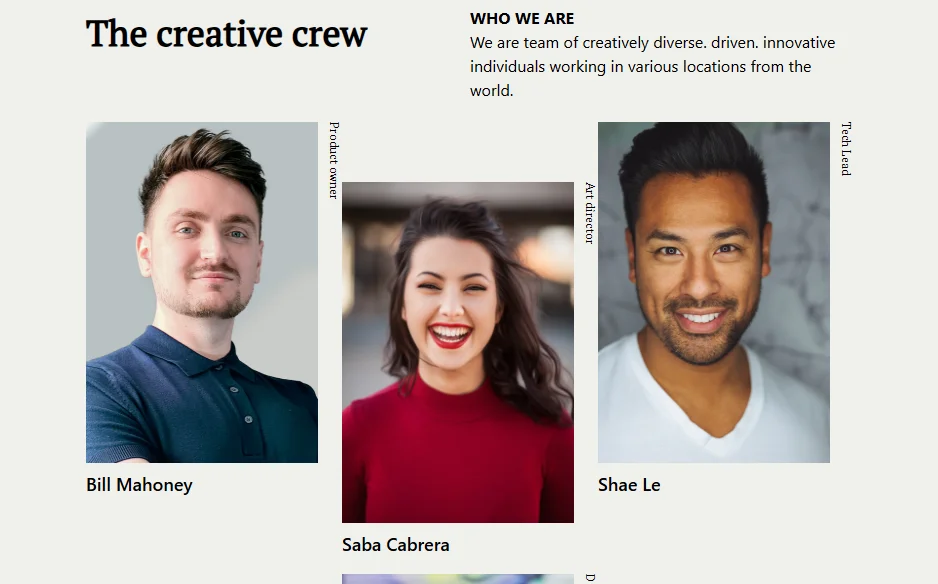 The creative crew
WHO WE ARE
We are team of creatively diverse. driven. innovative
individuals working in various locations from the
world.
Product owner
Bill Mahoney
Art director
Saba Cabrera
Tech Lead
Shae Le
D